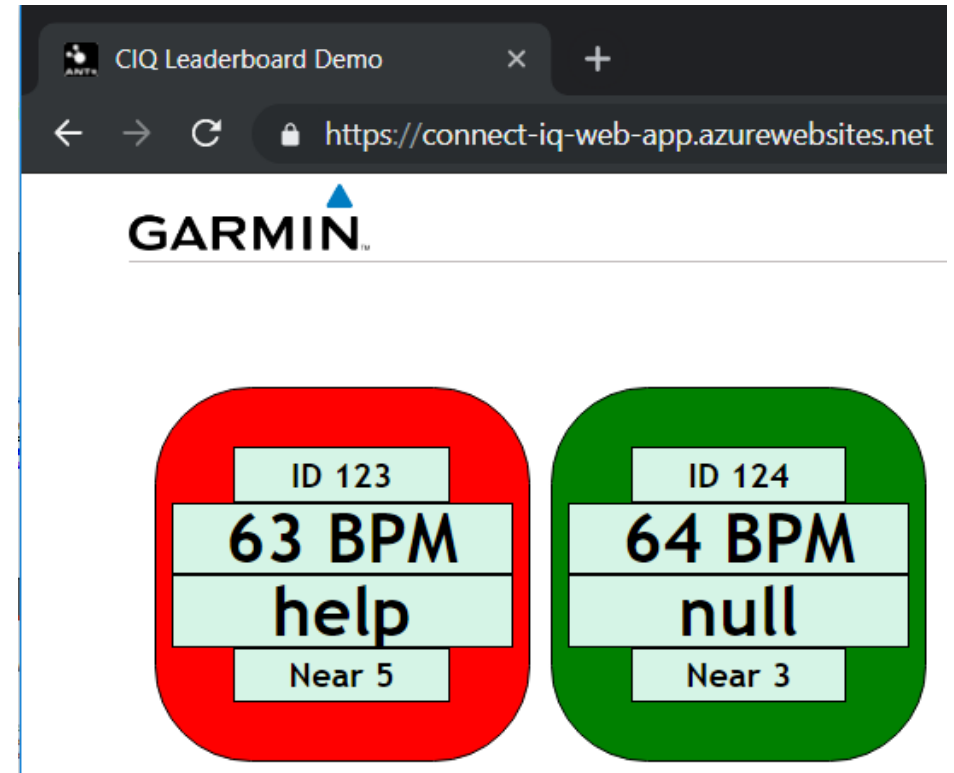 CIQ Leaderboard Demo
https://connect-iq-web-app.azurewebsites.net
GARMIN
ID 123
63 BPM
help
Near 5
ID 124
64 BPM
null
Near 3